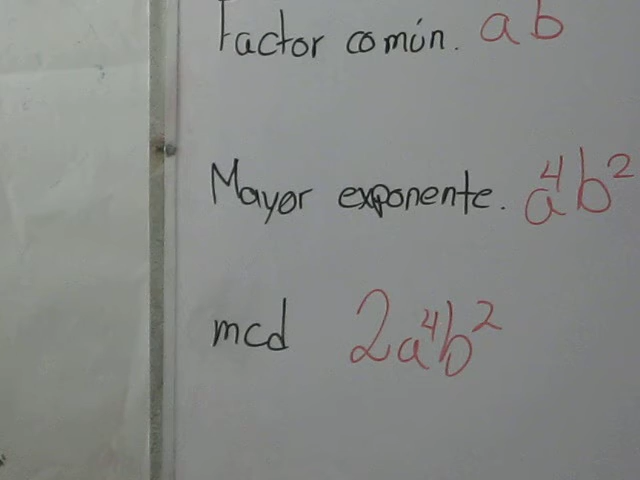 Factor común. ab
Mayor exponente. a⁴b²
mcd 2a⁴b²